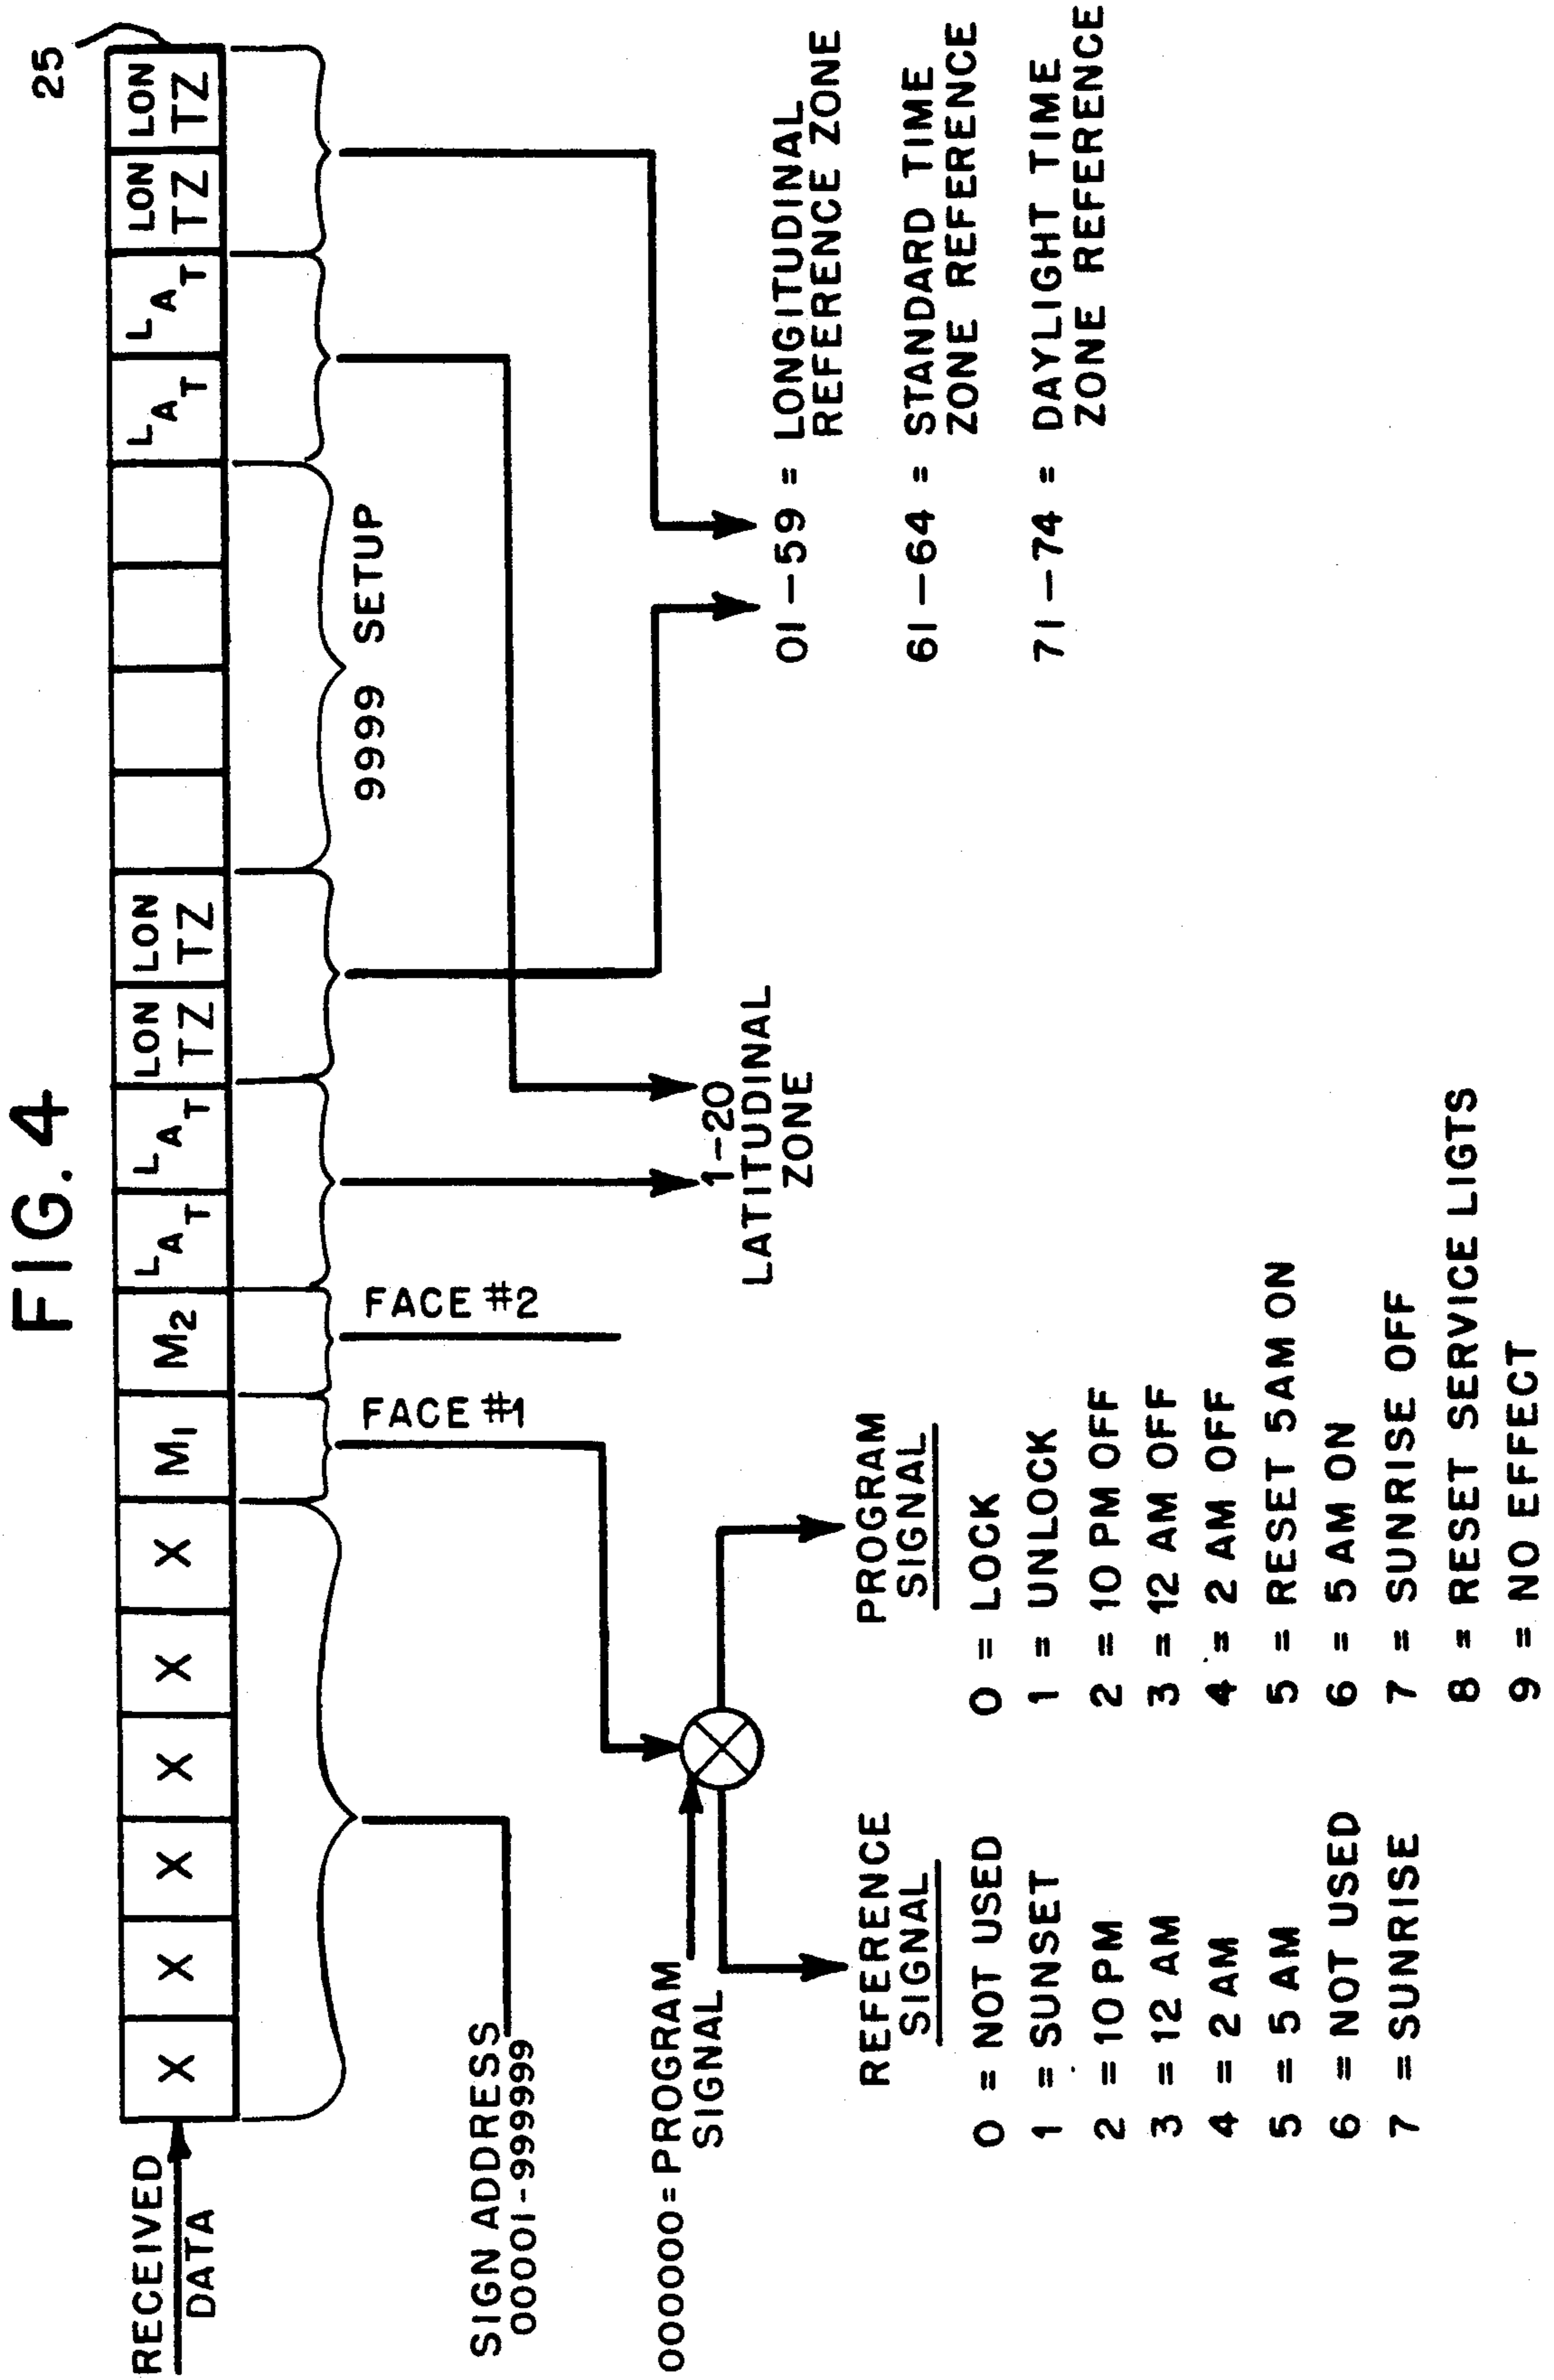 FIG. 4
25
RECEIVED
DATA
X X X X X X M1 M2 LAT LAT LON TZ LON TZ LAT LAT LON TZ LON TZ
FACE #1
FACE #2
9999 SETUP
SIGN ADDRESS
00001-999999
000000 = PROGRAM
SIGNAL
1-20
LATITUDINAL
ZONE
01-59 = LONGITUDINAL
REFERENCE ZONE
61-64 = STANDARD TIME
ZONE REFERENCE
71-74 = DAYLIGHT TIME
ZONE REFERENCE
REFERENCE
SIGNAL
0 = NOT USED
1 = SUNSET
2 = 10 PM
3 = 12 AM
4 = 2 AM
5 = 5 AM
6 = NOT USED
7 = SUNRISE
PROGRAM
SIGNAL
0 = LOCK
1 = UNLOCK
2 = 10 PM OFF
3 = 12 AM OFF
4 = 2 AM OFF
5 = RESET 5AM ON
6 = 5 AM ON
7 = SUNRISE OFF
8 = RESET SERVICE LIGTS
9 = NO EFFECT